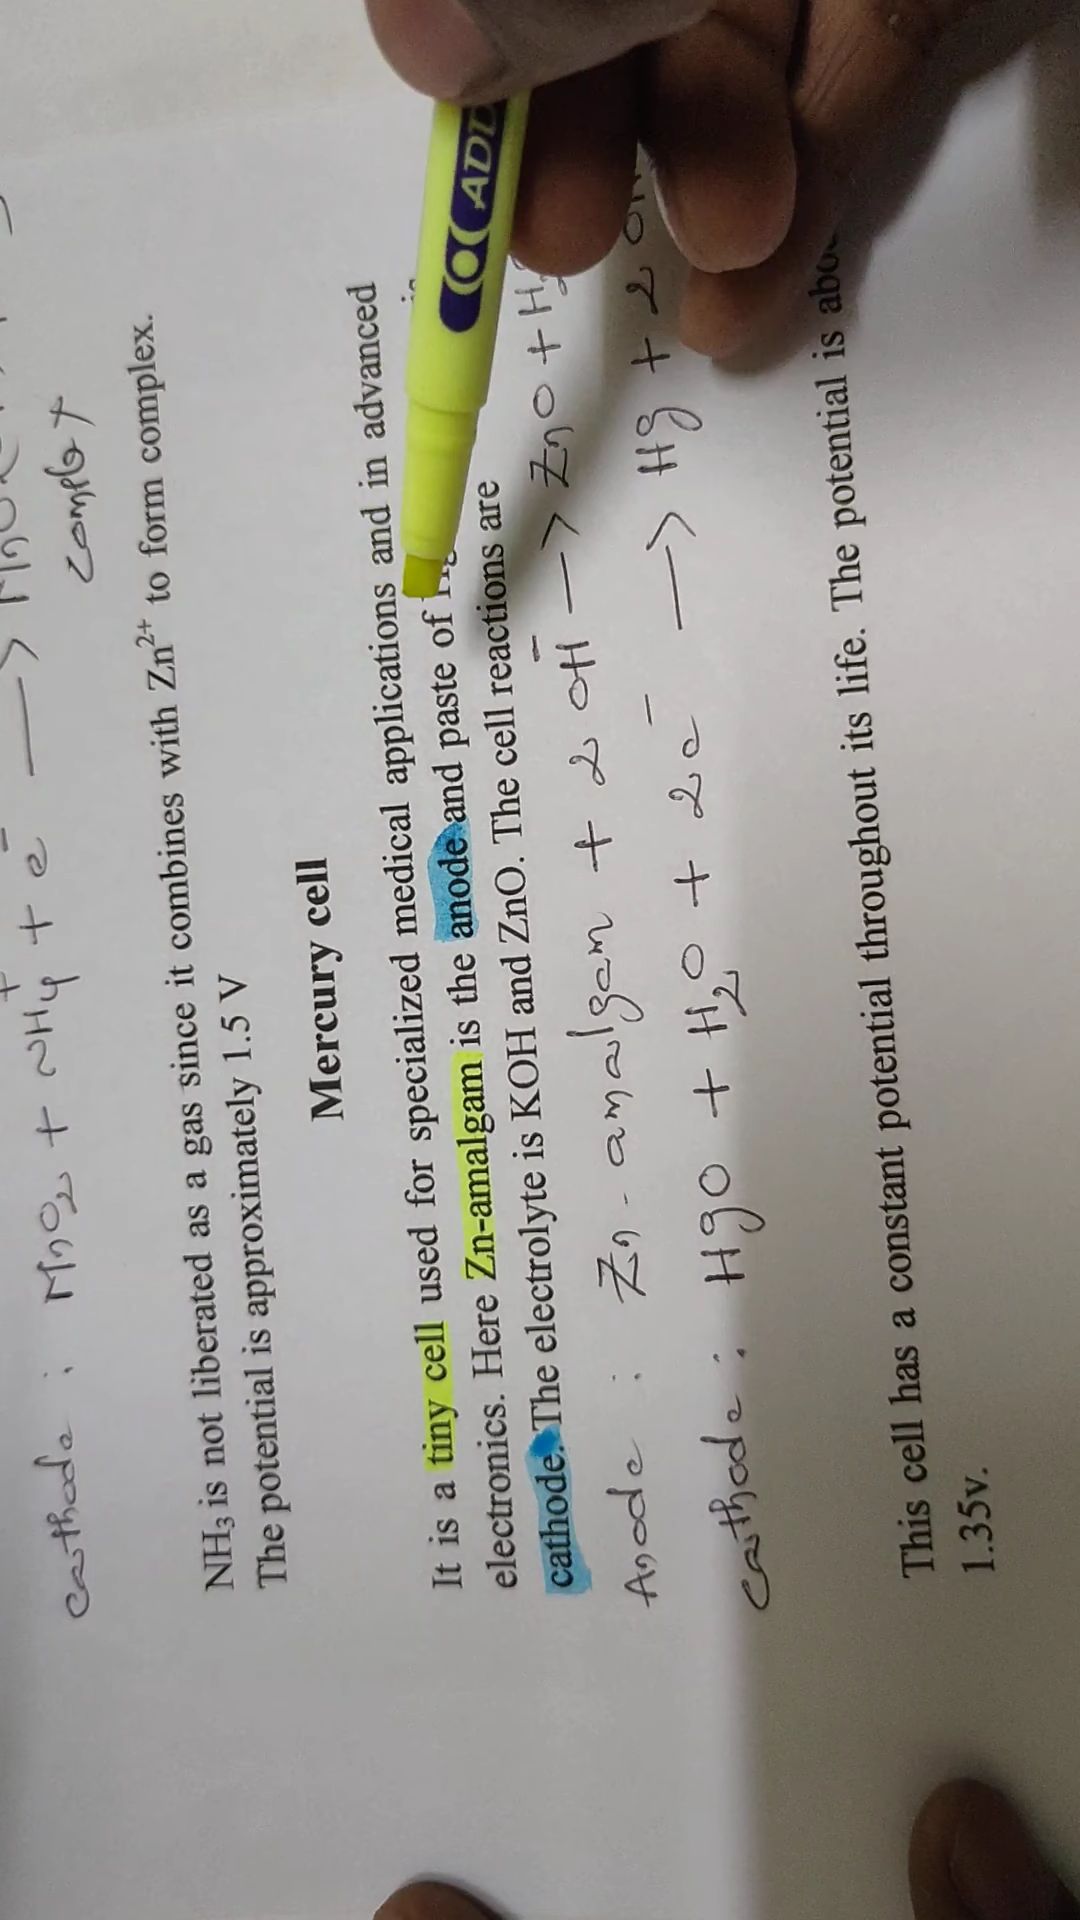 cathode : MnO2 + NH4+ + e- →
complex
NH3 is not liberated as a gas since it combines with Zn2+ to form complex.
The potential is approximately 1.5 V
Mercury cell
It is a tiny cell used for specialized medical applications and in advanced
electronics. Here Zn-amalgam is the anode and paste of
cathode. The electrolyte is KOH and ZnO. The cell reactions are
Anode : Zn-amalgam + 2OH- → ZnO + H2
cathode : HgO + H2O + 2e- → Hg + 2
This cell has a constant potential throughout its life. The potential is
1.35v.
ADD